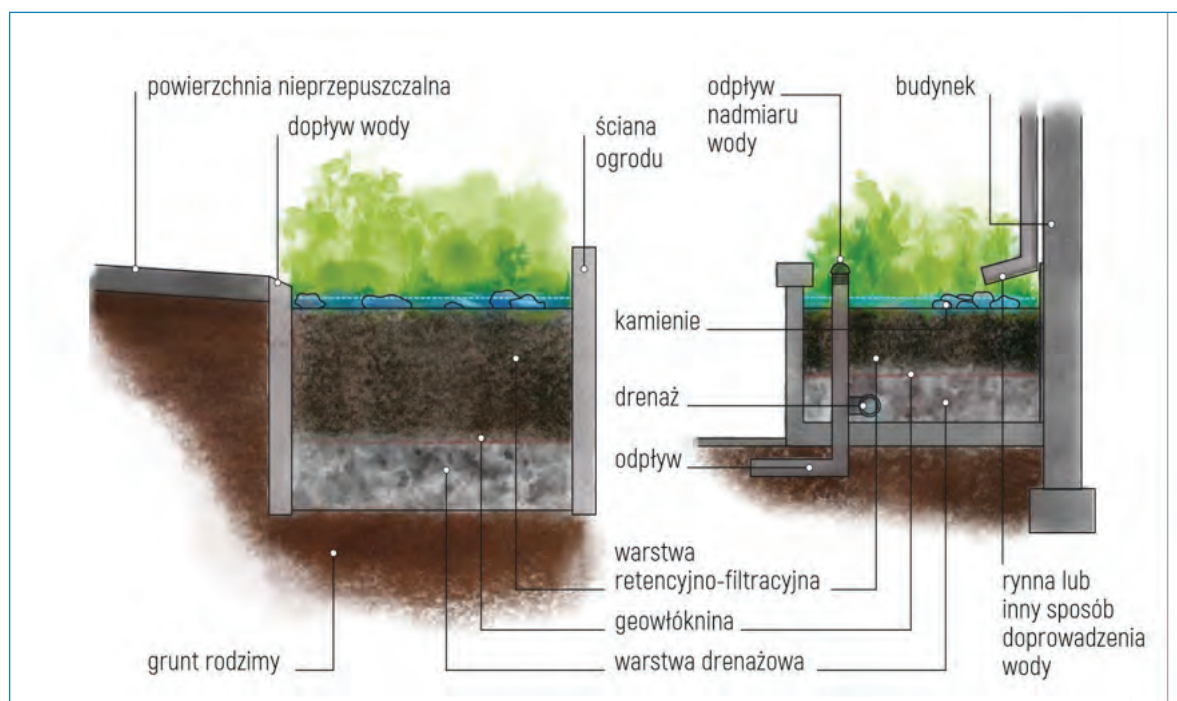 powierzchnia nieprzepuszczalna
dopływ wody
ściana
ogrodu
odpływ
nadmiaru
wody
budynek
kamienie
drenaż
odpływ
warstwa
retencyjno-filtracyjna
geowłóknina
warstwa drenażowa
grunt rodzimy
rynna lub
inny sposób
doprowadzenia
wody